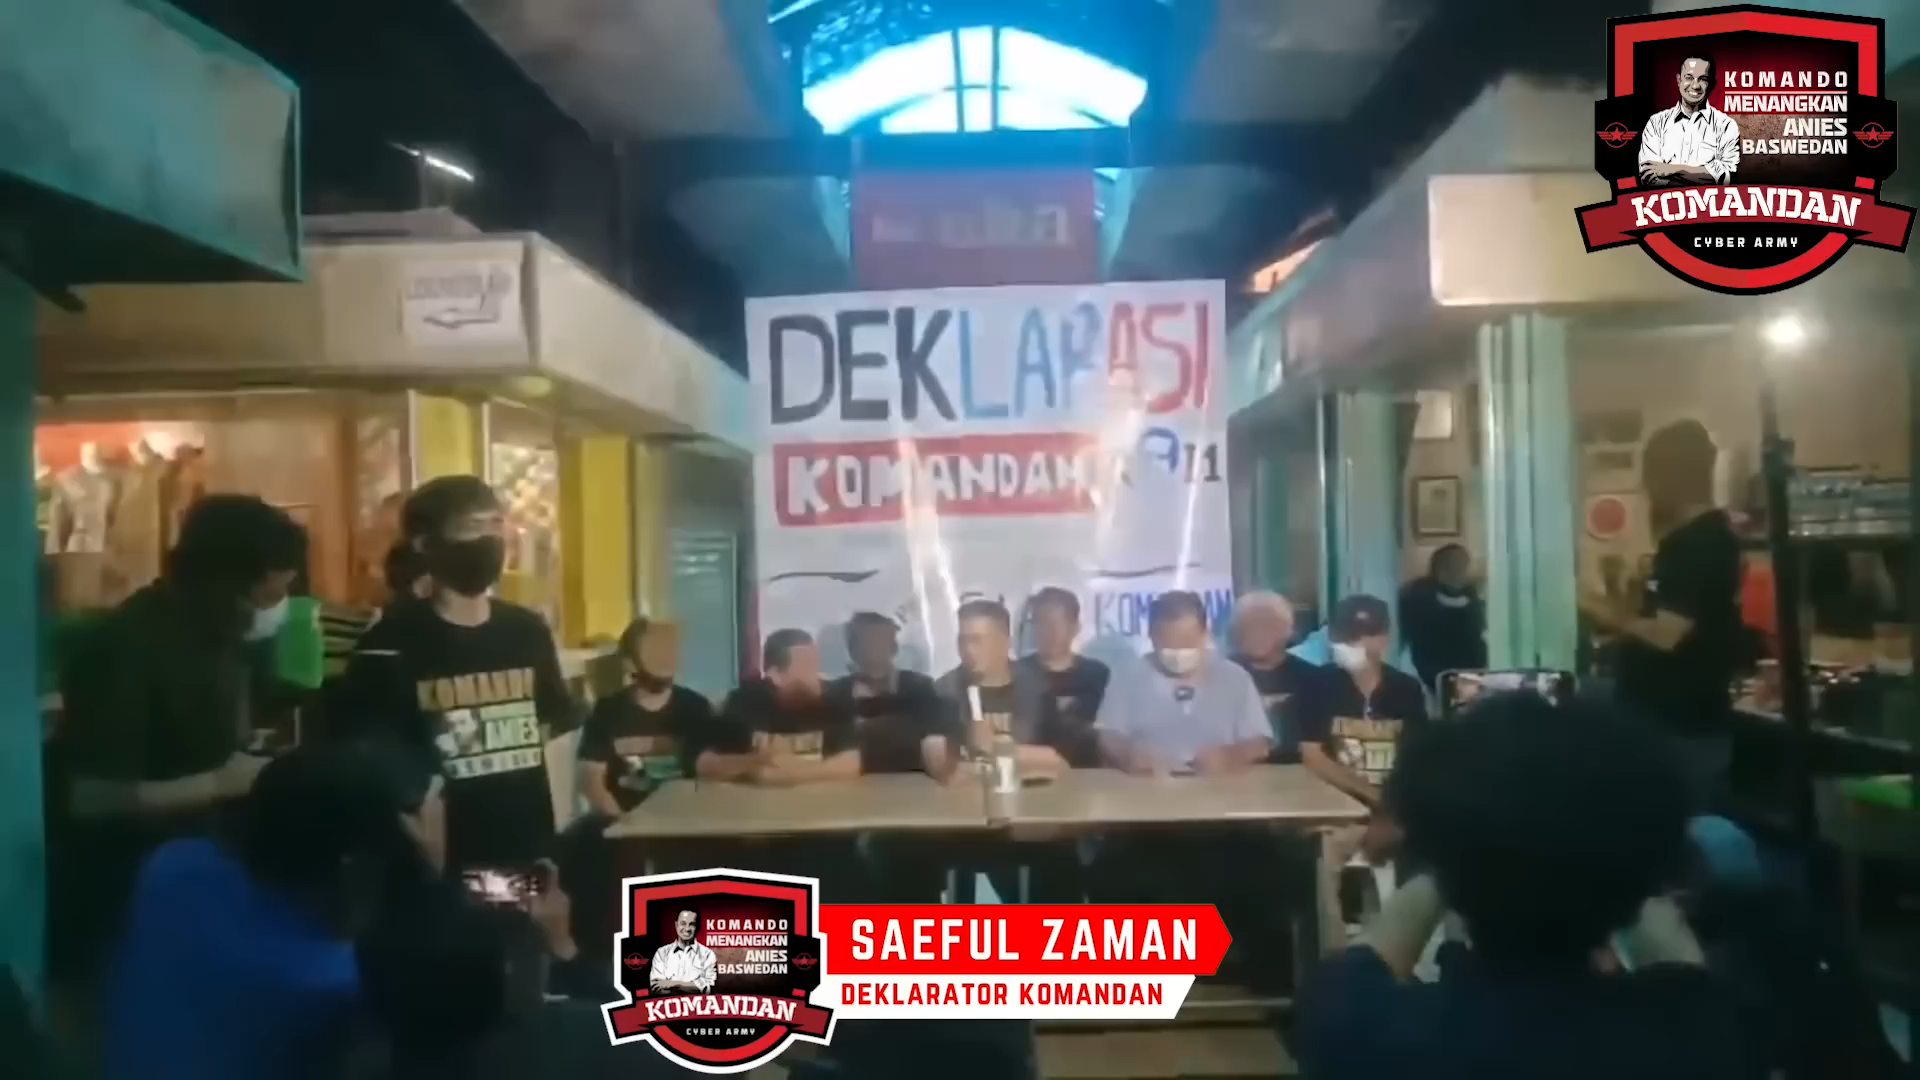 KOMANDO
MENANGKAN
ANIES
BASWEDAN
KOMANDAN
CYBER ARMY
DEKLARASI
KOMANDAN
KOMANDAN
KOMANDO
ANIES
KOMANDO
MENANGKAN
ANIES
BASWEDAN
KOMANDAN
CYBER ARMY
SAEFUL ZAMAN
DEKLARATOR KOMANDAN